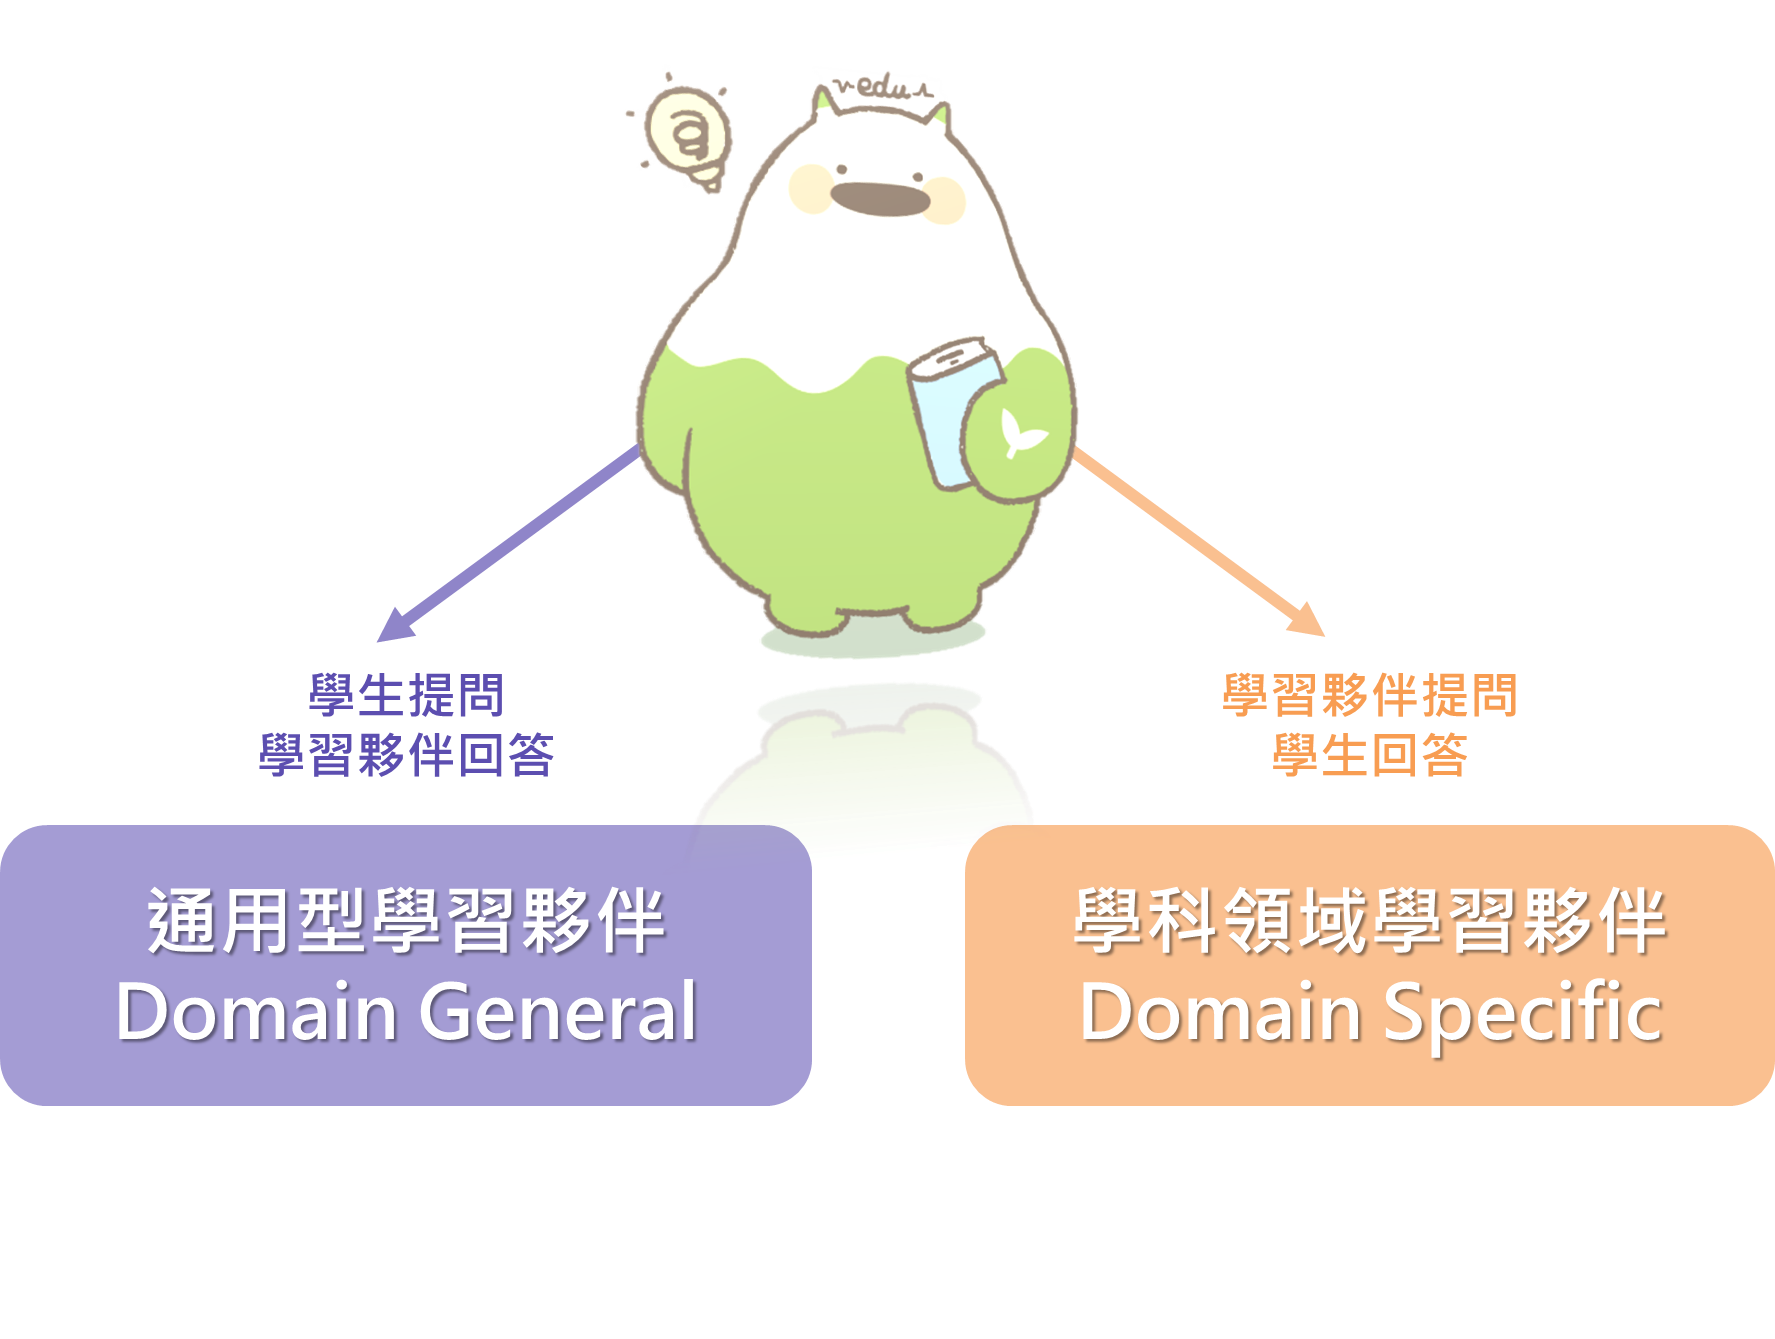 edu
學生提問
學習夥伴回答
學習夥伴提問
學生回答
通用型學習夥伴
Domain General
學科領域學習夥伴
Domain Specific